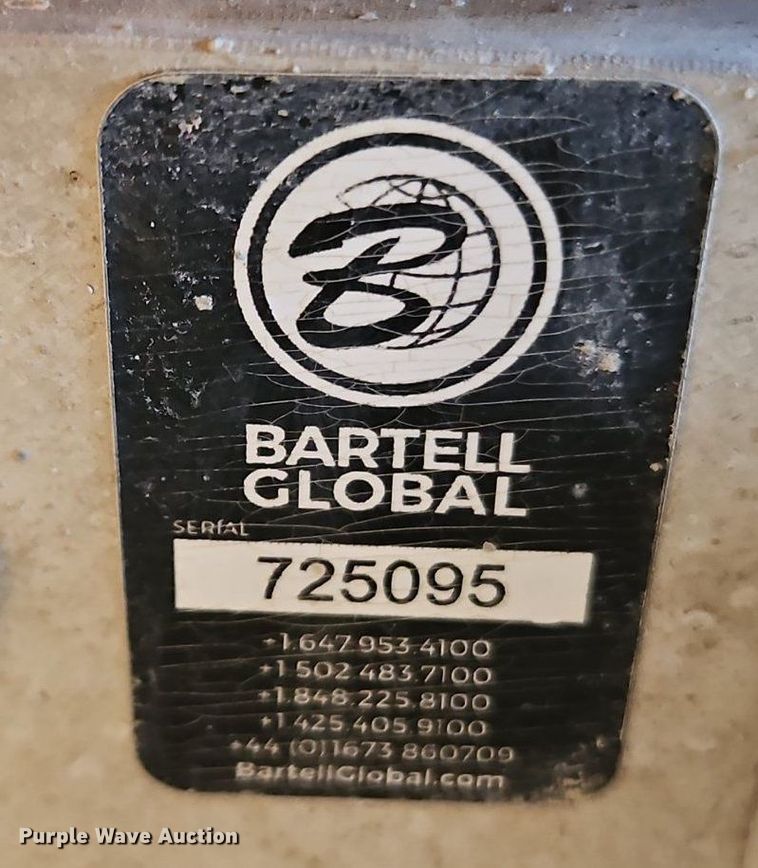 B
BARTELL
GLOBAL
SERIAL
725095
+1.647.953.4100
+1.502.483.7100
+1.848.225.8100
+1.425.405.9100
+44 (0)1673 860709
BartellGlobal.com
Purple Wave Auction